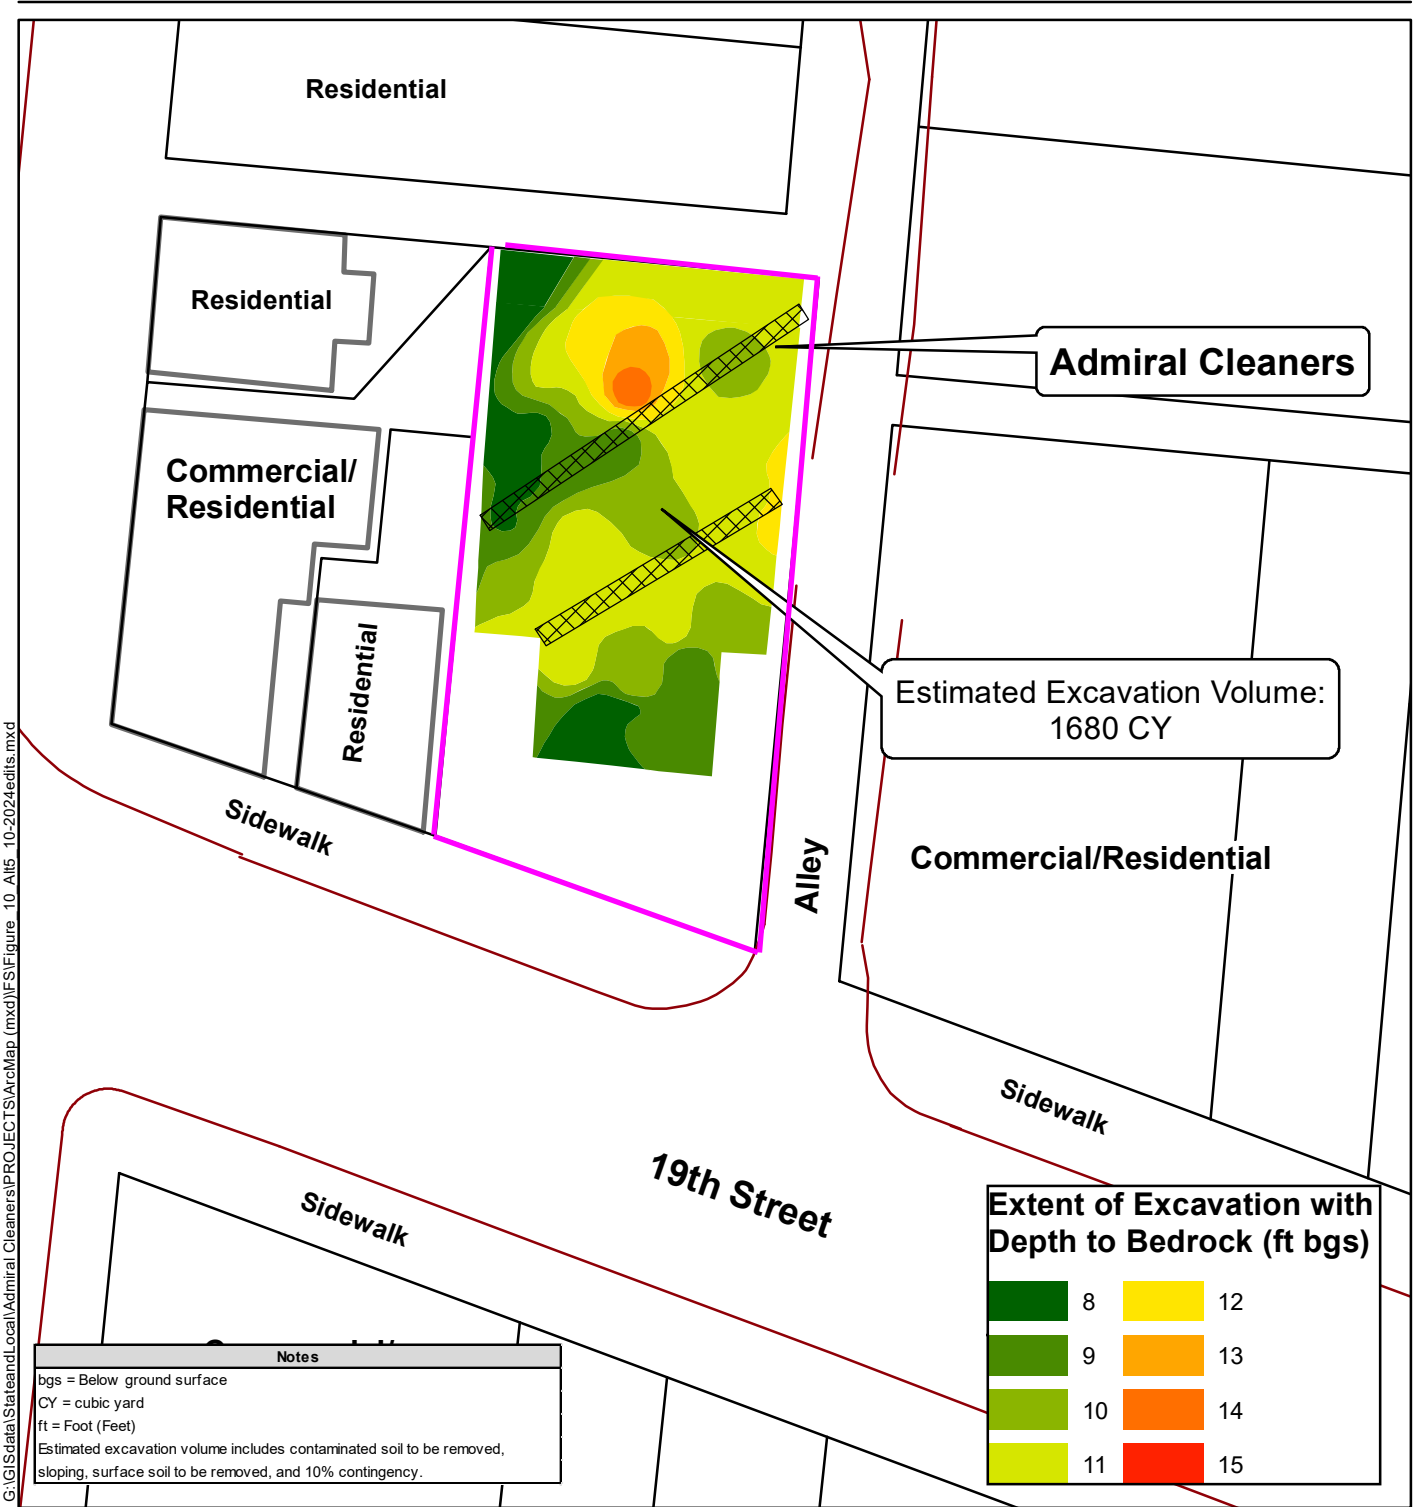 Residential
Residential
Admiral Cleaners
Commercial/
Residential
Residential
Estimated Excavation Volume:
1680 CY
Sidewalk
Alley
Commercial/Residential
Sidewalk
19th Street
Sidewalk
Extent of Excavation with
Depth to Bedrock (ft bgs)
8
12
9
13
10
14
11
15
Notes
bgs = Below ground surface
CY = cubic yard
ft = Foot (Feet)
Estimated excavation volume includes contaminated soil to be removed,
sloping, surface soil to be removed, and 10% contingency.
G:\GISdata\StateandLocal\Admiral Cleaners\PROJECTS\ArcMap (mxd)\FS\Figure_10_Alt5_10-2024edits.mxd